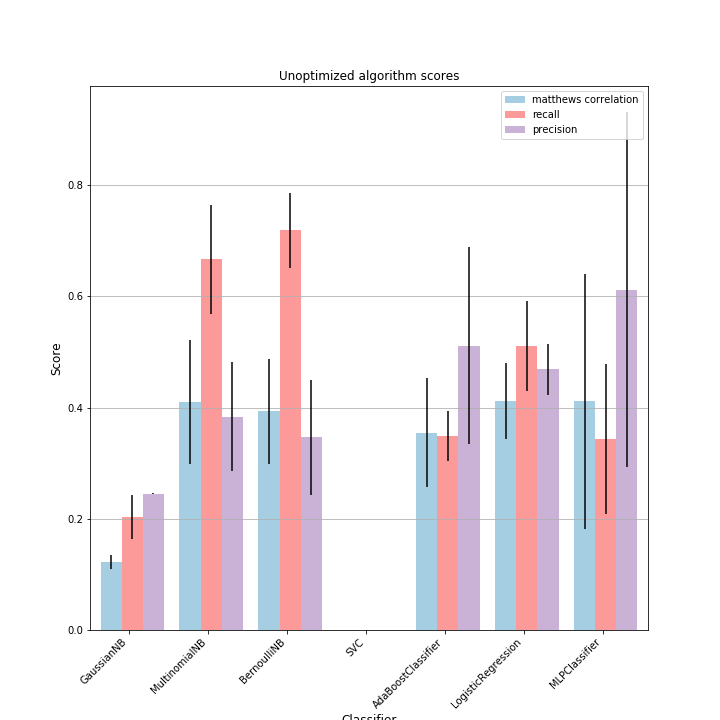 Unoptimized algorithm scores
matthews correlation
recall
precision
0.8
0.6
0.4
0.2
0.0
Score
GaussianNB
MultinomialNB
BernoulliNB
SVC
AdaBoostClassifier
LogisticRegression
MLPClassifier
Classifier